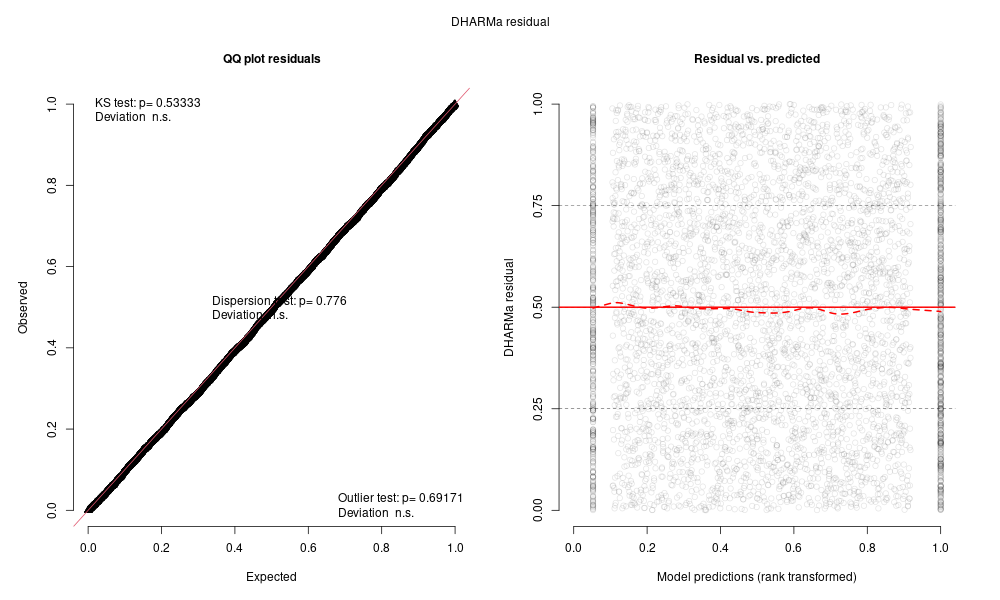 DHARMa residual
QQ plot residuals
KS test: p= 0.53333
Deviation n.s.
Dispersion test: p= 0.776
Deviation n.s.
Outlier test: p= 0.69171
Deviation n.s.
Observed
1.0
0.8
0.6
0.4
0.2
0.0
0.0 0.2 0.4 0.6 0.8 1.0
Expected
Residual vs. predicted
DHARMa residual
1.00
0.75
0.50
0.25
0.00
0.0 0.2 0.4 0.6 0.8 1.0
Model predictions (rank transformed)